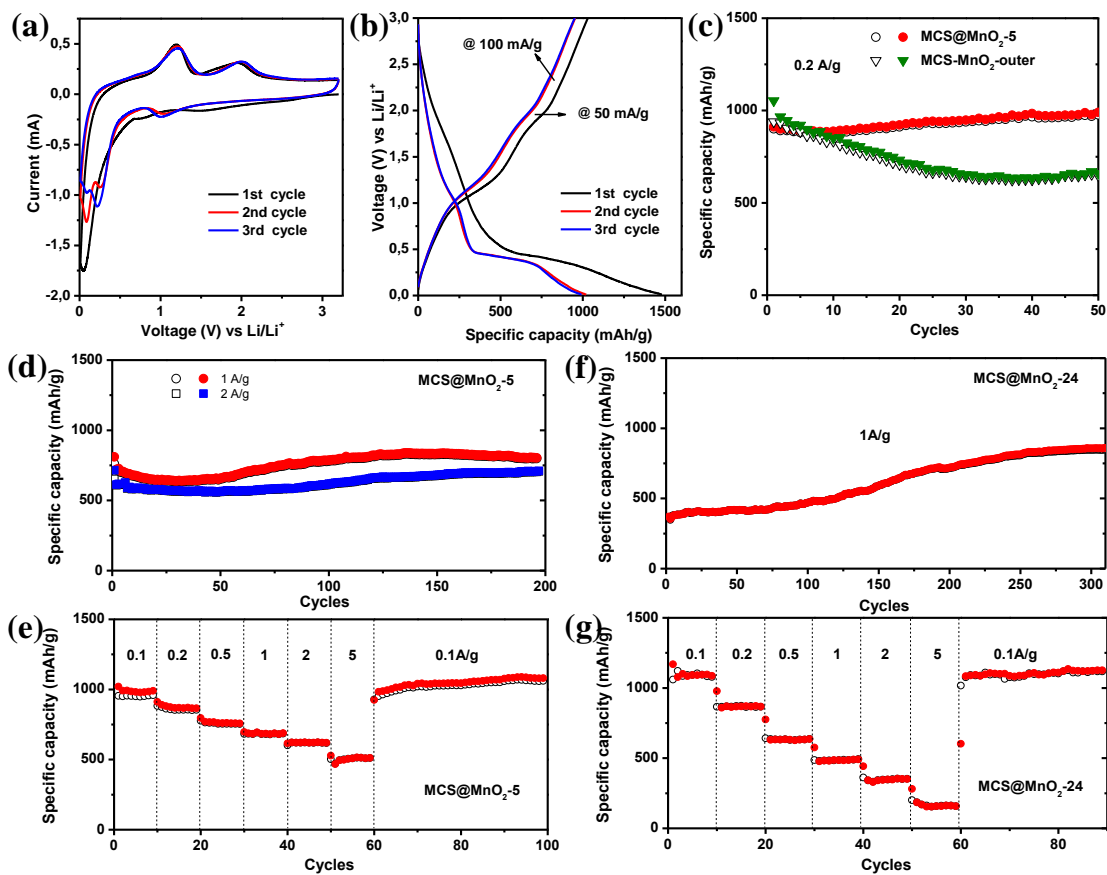 (a)
0,5
0,0
-0,5
-1,0
-1,5
-2,0
Current (mA)
1st cycle
2nd cycle
3rd cycle
0 1 2 3
Voltage (V) vs Li/Li⁺
(b)
3,0
2,5
2,0
1,5
1,0
0,5
0,0
Voltage (V) vs Li/Li⁺
@ 100 mA/g
@ 50 mA/g
1st cycle
2nd cycle
3rd cycle
0 500 1000 1500
Specific capacity (mAh/g)
(c)
1500
1000
500
0
Specific capacity (mAh/g)
0.2 A/g
MCS@MnO₂-5
MCS-MnO₂-outer
0 10 20 30 40 50
Cycles
(d)
1500
1000
500
0
Specific capacity (mAh/g)
1 A/g
2 A/g
MCS@MnO₂-5
0 50 100 150 200
Cycles
(f)
1500
1000
500
0
Specific capacity (mAh/g)
MCS@MnO₂-24
1A/g
0 50 100 150 200 250 300
Cycles
(e)
1500
1000
500
0
Specific capacity (mAh/g)
0.1 0.2 0.5 1 2 5 0.1A/g
MCS@MnO₂-5
0 20 40 60 80 100
Cycles
(g)
1500
1000
500
0
Specific capacity (mAh/g)
0.1 0.2 0.5 1 2 5 0.1A/g
MCS@MnO₂-24
0 20 40 60 80
Cycles